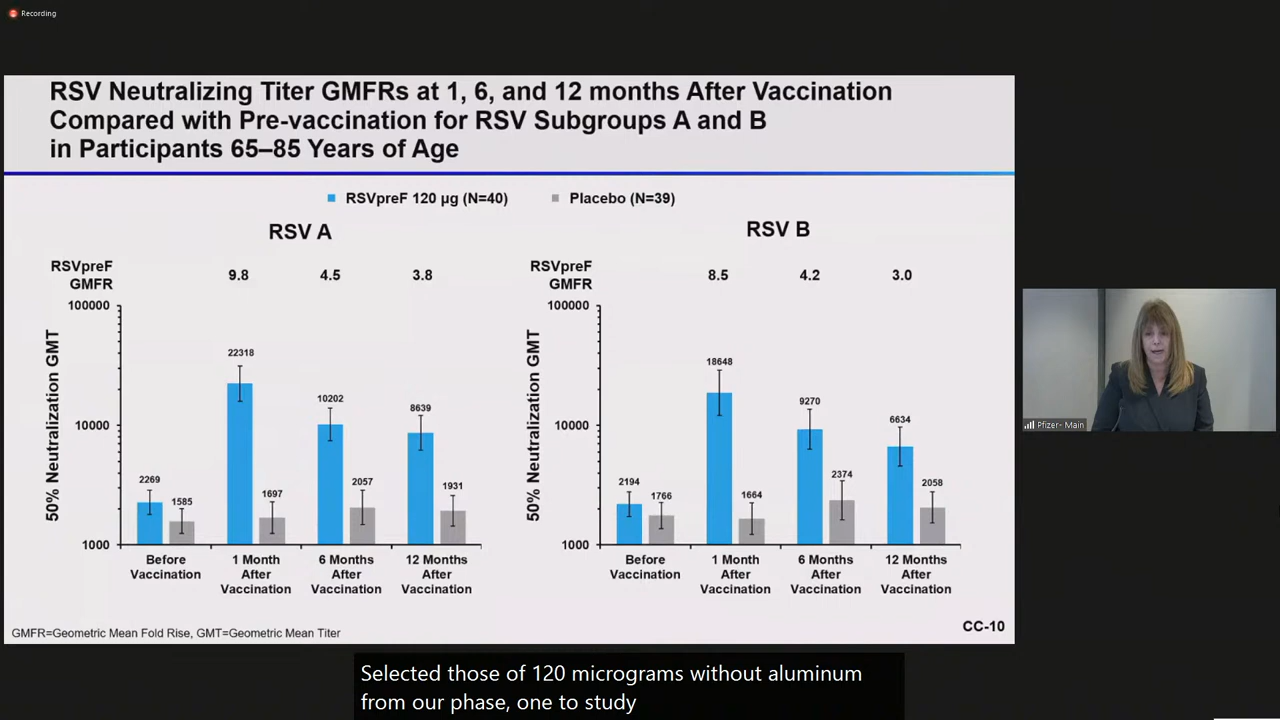 Recording
RSV Neutralizing Titer GMFRs at 1, 6, and 12 months After Vaccination
Compared with Pre-vaccination for RSV Subgroups A and B
in Participants 65–85 Years of Age
RSVpreF 120 µg (N=40) Placebo (N=39)
RSV A
RSVpreF
GMFR
9.8 4.5 3.8
50% Neutralization GMT
100000
10000
1000
2269 1585
22318 1697
10202 2057
8639 1931
Before
Vaccination
1 Month
After
Vaccination
6 Months
After
Vaccination
12 Months
After
Vaccination
RSV B
RSVpreF
GMFR
8.5 4.2 3.0
50% Neutralization GMT
100000
10000
1000
2194 1766
18648 1664
9270 2374
6634 2058
Before
Vaccination
1 Month
After
Vaccination
6 Months
After
Vaccination
12 Months
After
Vaccination
GMFR=Geometric Mean Fold Rise, GMT=Geometric Mean Titer
CC-10
Pfizer- Main
Selected those of 120 micrograms without aluminum
from our phase, one to study